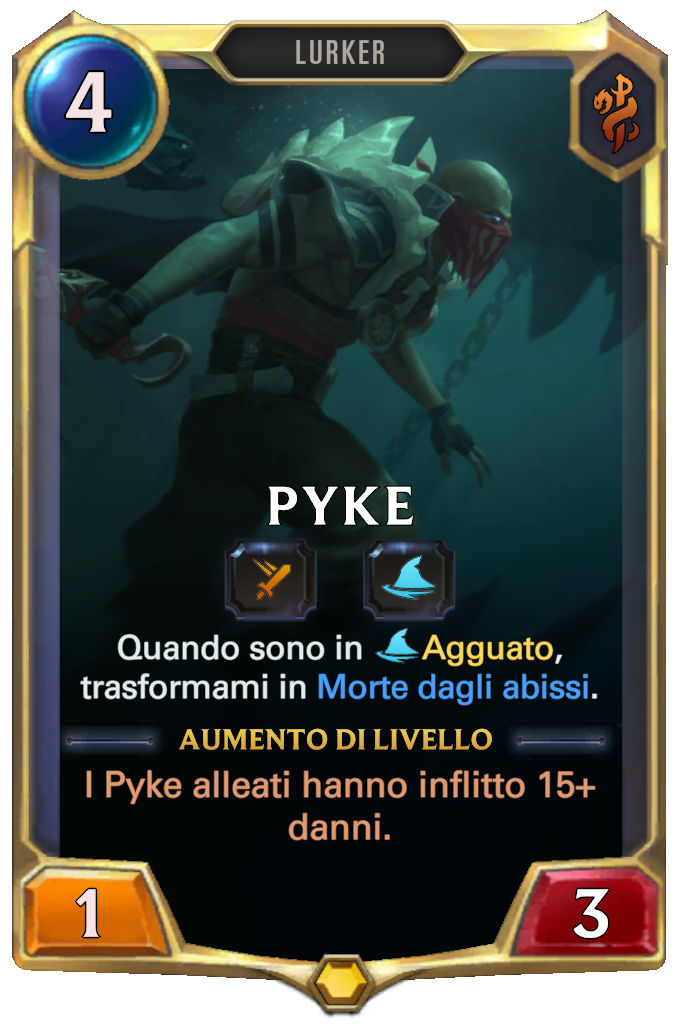 LURKER
4
PYKE
Quando sono in Agguato,
trasformami in Morte dagli abissi.
AUMENTO DI LIVELLO
I Pyke alleati hanno inflitto 15+
danni.
1
3